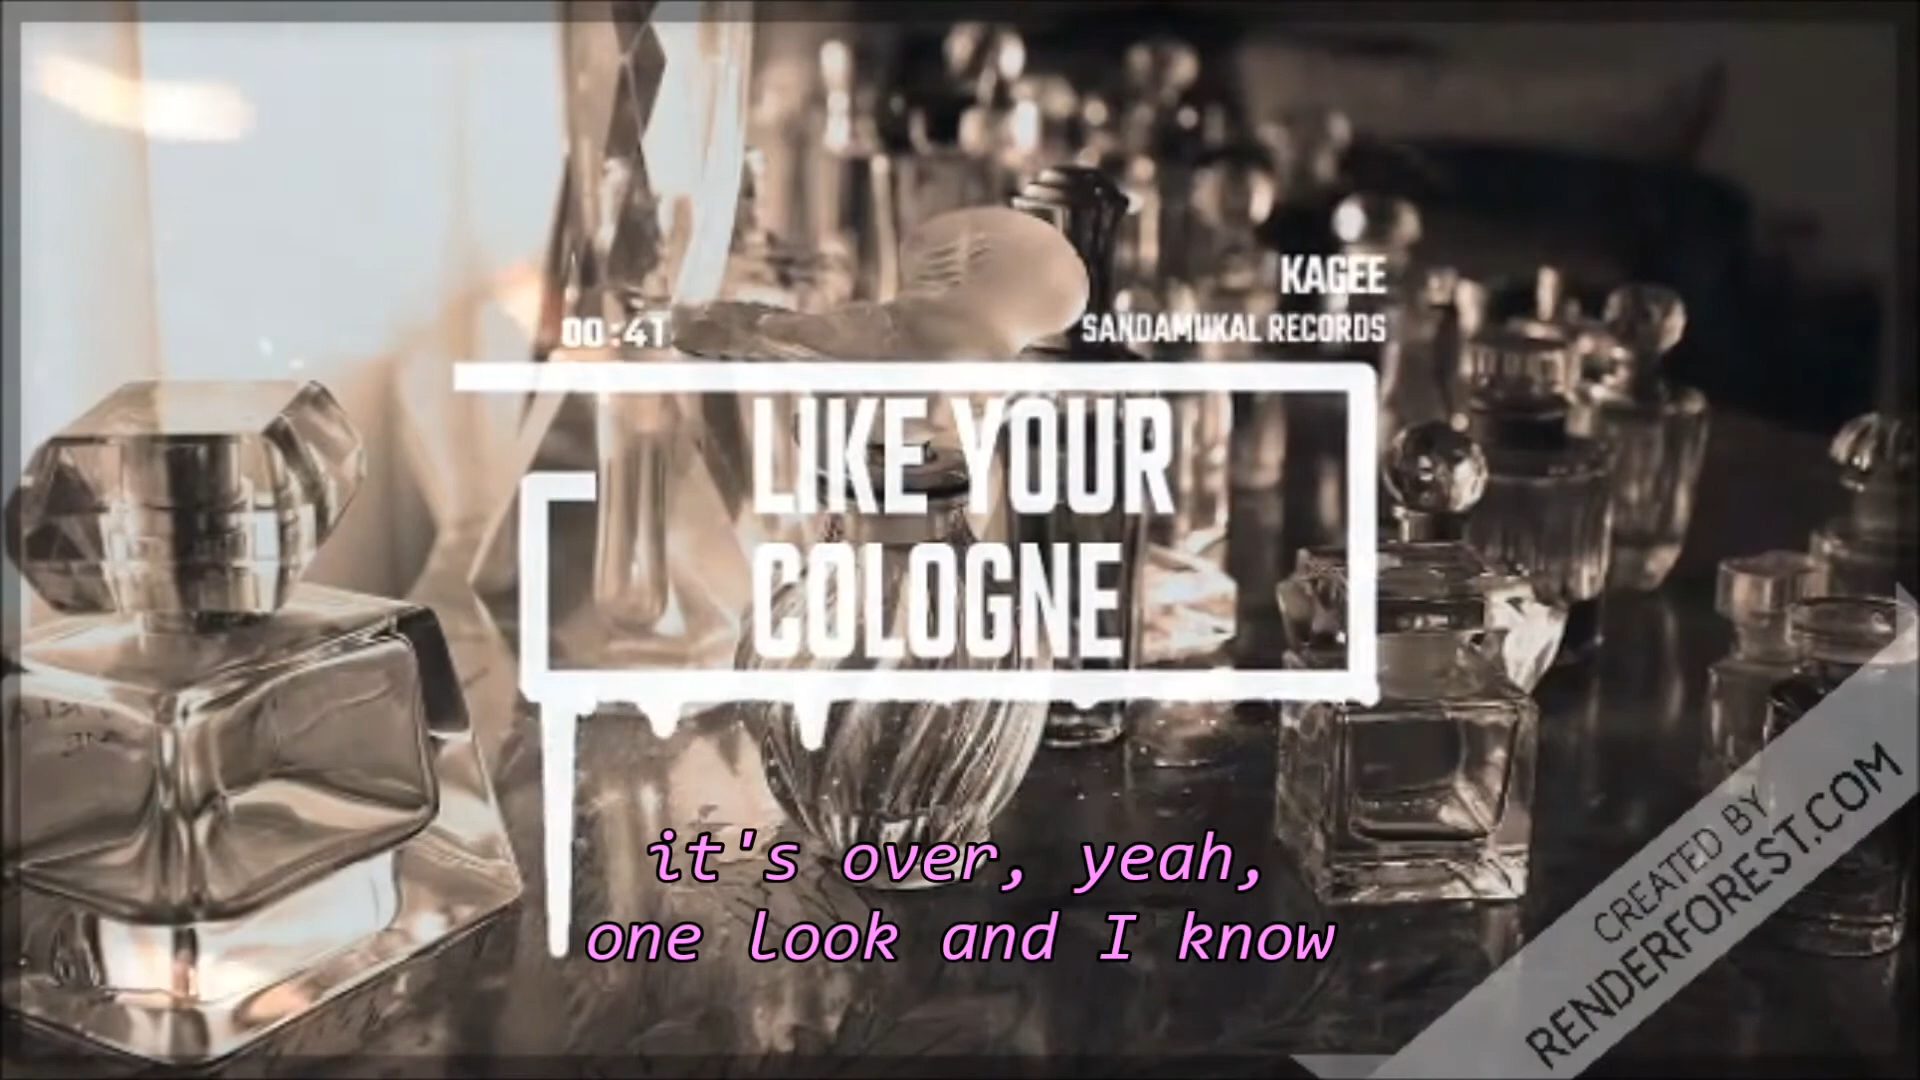 KAGEE
00:41
SANDAMUKAL RECORDS
LIKE YOUR
COLOGNE
it's over, yeah,
one look and I know
CREATED BY
RENDERFOREST.COM